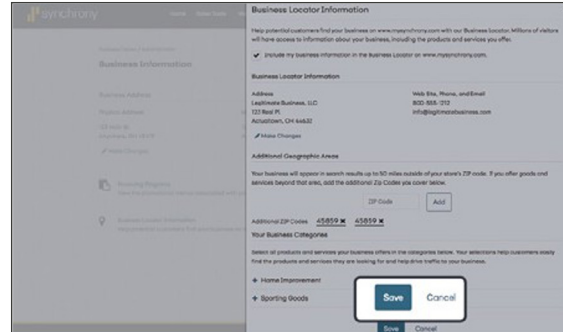 synchrony
Business Information
Business Locator Information
Help potential customers find your business on www.mysynchrony.com with our Business Locator. Millions of visitors
will have access to information about your business, including the products and services you offer.
Include my business information in the Business Locator on www.mysynchrony.com.
Business Locator Information
Address
Legitimate Business, LLC
123 Real Pl.
Actualtown, OH 44632
Web Site, Phone, and Email
800-555-1212
info@legitimatebusiness.com
Make Changes
Additional Geographic Areas
Your business will appear in search results up to 50 miles outside of your store's ZIP code. If you offer goods and
services beyond that area, add the additional Zip Codes you cover below.
ZIP Code
Add
Additional ZIP Codes 45859 ✖ 45859 ✖
Your Business Categories
Select all products and services your business offers in the categories below. Your selections help customers easily
find the products and services they are looking for and help drive traffic to your business.
+ Home Improvement
+ Sporting Goods
Save Cancel
Save Cancel